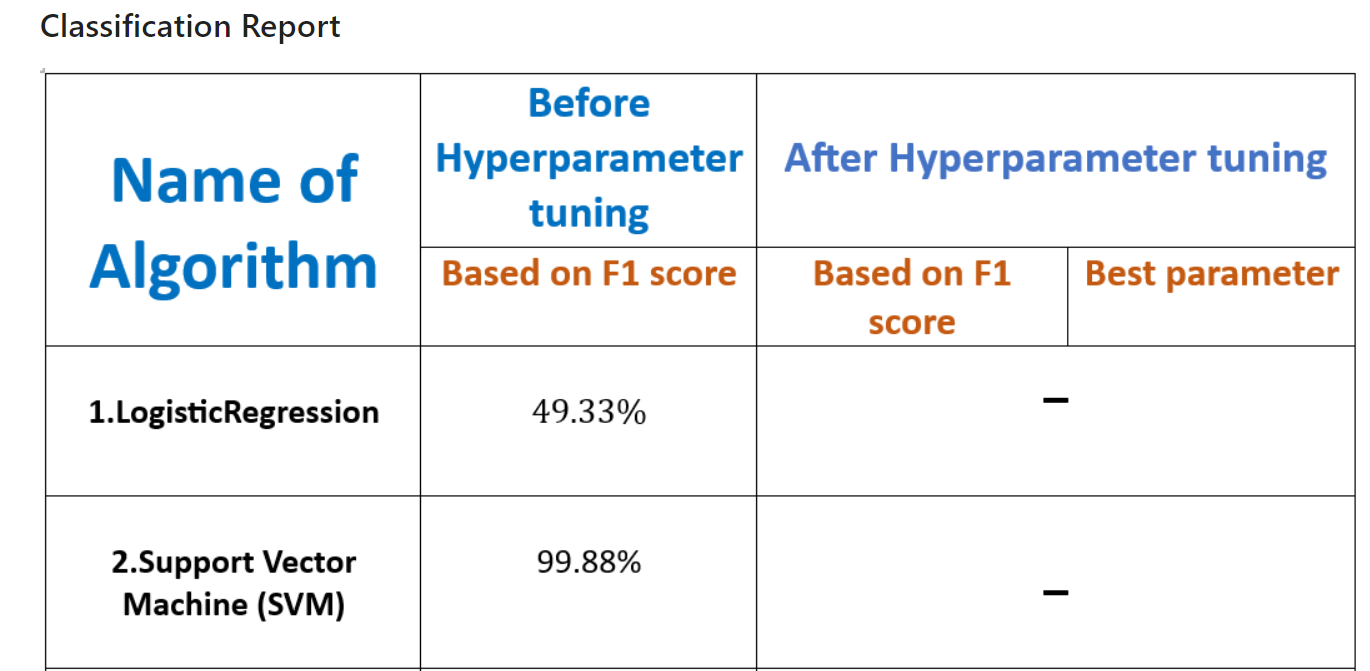 Classification Report
Name of
Algorithm
Before
Hyperparameter
tuning
After Hyperparameter tuning
Based on F1 score
Based on F1
score
Best parameter
1.LogisticRegression
49.33%
–
2.Support Vector
Machine (SVM)
99.88%
–